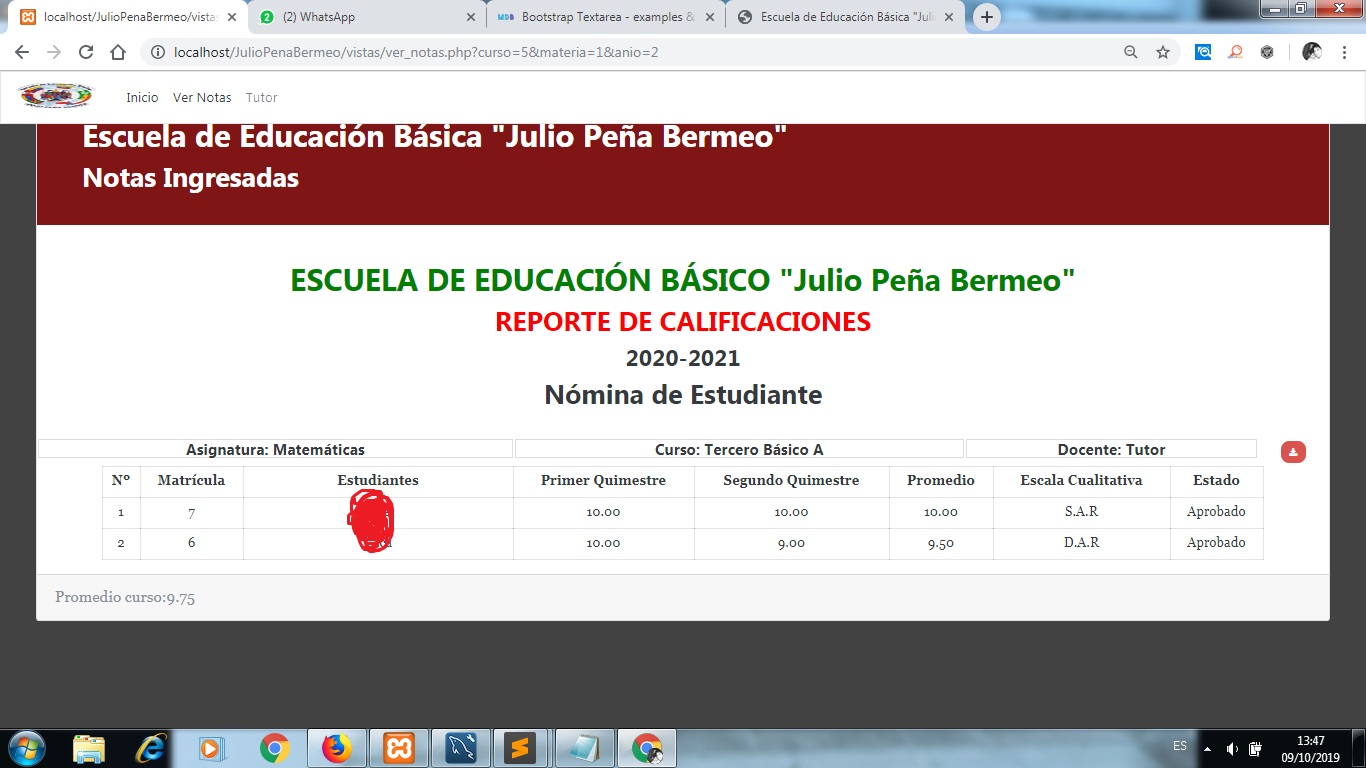 localhost/JulioPenaBermeo/vistas
(2) WhatsApp
MDB Bootstrap Textarea - examples &
Escuela de Educación Básica "Juli
localhost/JulioPenaBermeo/vistas/ver_notas.php?curso=5&materia=1&anio=2
Inicio Ver Notas Tutor
Escuela de Educación Básica "Julio Peña Bermeo"
Notas Ingresadas
ESCUELA DE EDUCACIÓN BÁSICO "Julio Peña Bermeo"
REPORTE DE CALIFICACIONES
2020-2021
Nómina de Estudiante
Asignatura: Matemáticas Curso: Tercero Básico A Docente: Tutor
Nº Matrícula Estudiantes Primer Quimestre Segundo Quimestre Promedio Escala Cualitativa Estado
1 7 10.00 10.00 10.00 S.A.R Aprobado
2 6 10.00 9.00 9.50 D.A.R Aprobado
Promedio curso:9.75
ES
13:47
09/10/2019